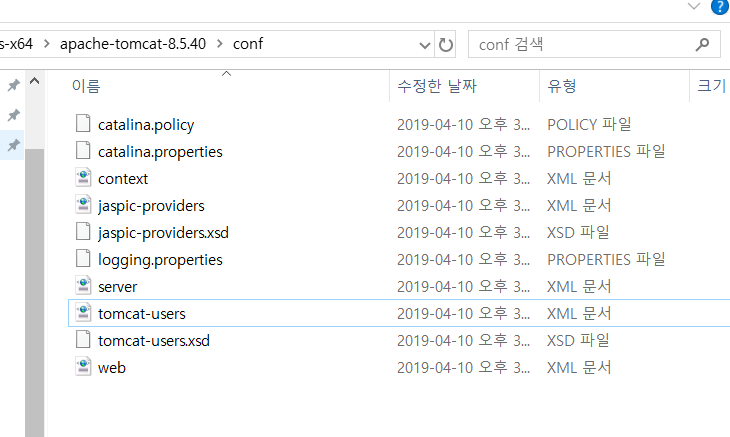 s-x64 > apache-tomcat-8.5.40 > conf
conf 검색
이름 수정한 날짜 유형 크기
catalina.policy 2019-04-10 오후 3... POLICY 파일
catalina.properties 2019-04-10 오후 3... PROPERTIES 파일
context 2019-04-10 오후 3... XML 문서
jaspic-providers 2019-04-10 오후 3... XML 문서
jaspic-providers.xsd 2019-04-10 오후 3... XSD 파일
logging.properties 2019-04-10 오후 3... PROPERTIES 파일
server 2019-04-10 오후 3... XML 문서
tomcat-users 2019-04-10 오후 3... XML 문서
tomcat-users.xsd 2019-04-10 오후 3... XSD 파일
web 2019-04-10 오후 3... XML 문서